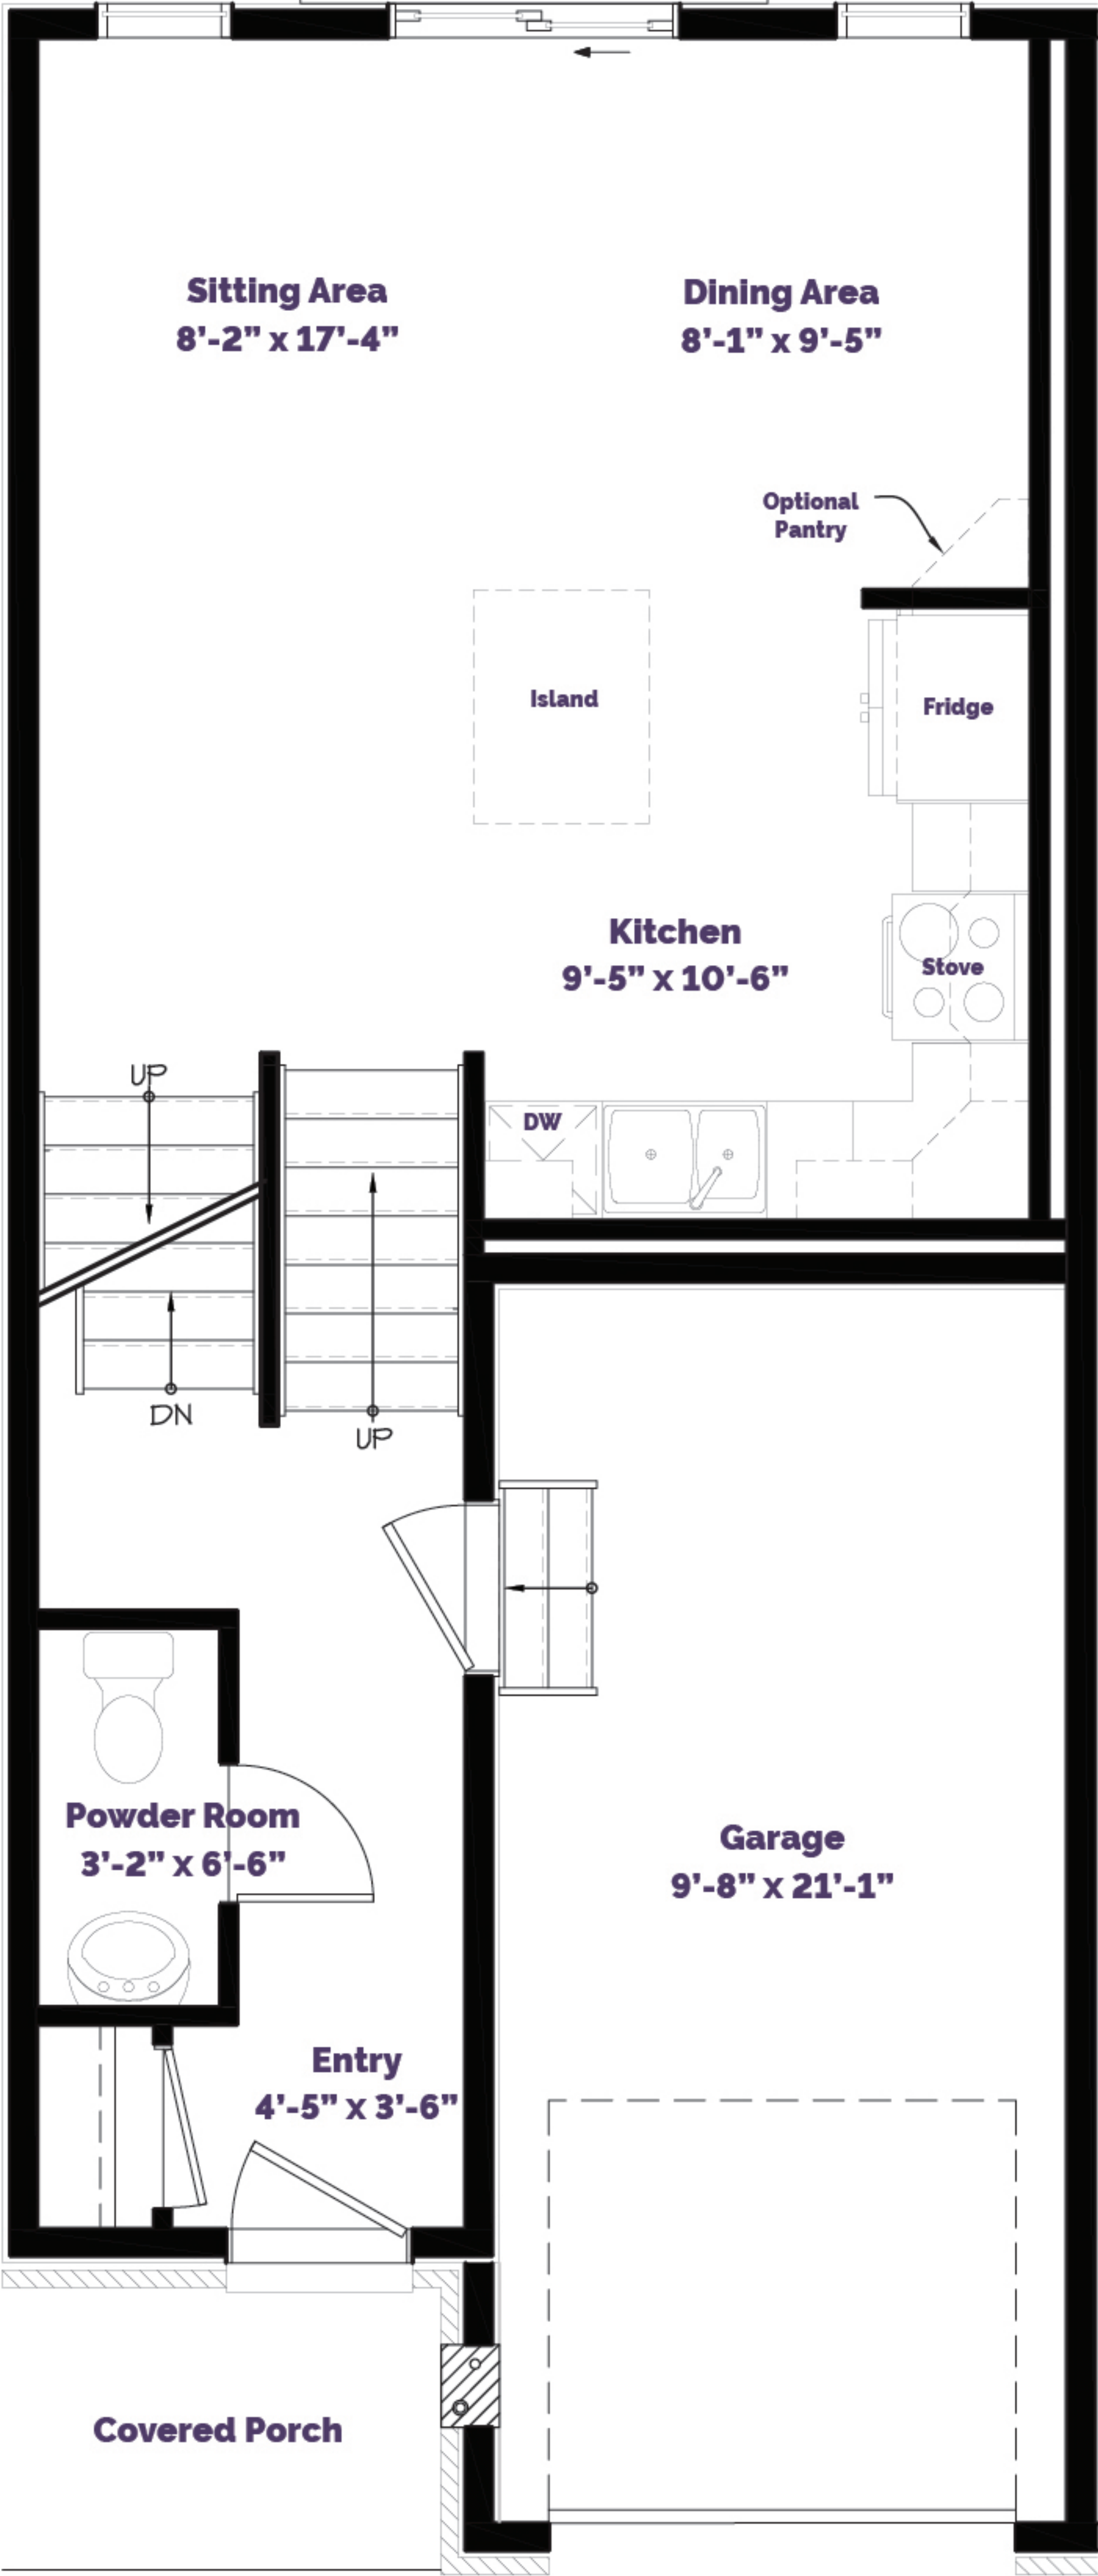 Sitting Area
8’-2” x 17’-4”
Dining Area
8’-1” x 9’-5”
Optional
Pantry
Island
Fridge
Kitchen
9’-5” x 10’-6”
Stove
UP
DW
DN
UP
Powder Room
3’-2” x 6’-6”
Garage
9’-8” x 21’-1”
Entry
4’-5” x 3’-6”
Covered Porch